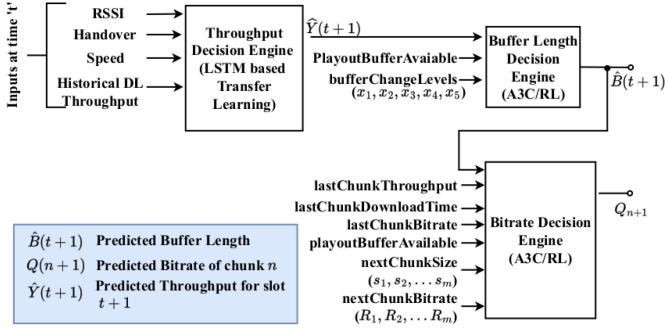 Inputs at time 't'
RSSI
Handover
Speed
Historical DL
Throughput
Throughput
Decision Engine
(LSTM based
Transfer
Learning)
Ŷ(t + 1)
PlayoutBufferAvaiable
bufferChangeLevels
(x₁, x₂, x₃, x₄, x₅)
Buffer Length
Decision
Engine
(A3C/RL)
B̂(t + 1)
lastChunkThroughput
lastChunkDownloadTime
lastChunkBitrate
playoutBufferAvailable
nextChunkSize
(s₁, s₂, . . . sₘ)
nextChunkBitrate
(R₁, R₂, . . . Rₘ)
Bitrate Decision
Engine
(A3C/RL)
Qₙ₊₁
B̂(t + 1) Predicted Buffer Length
Q(n + 1) Predicted Bitrate of chunk n
Ŷ(t + 1) Predicted Throughput for slot
t + 1